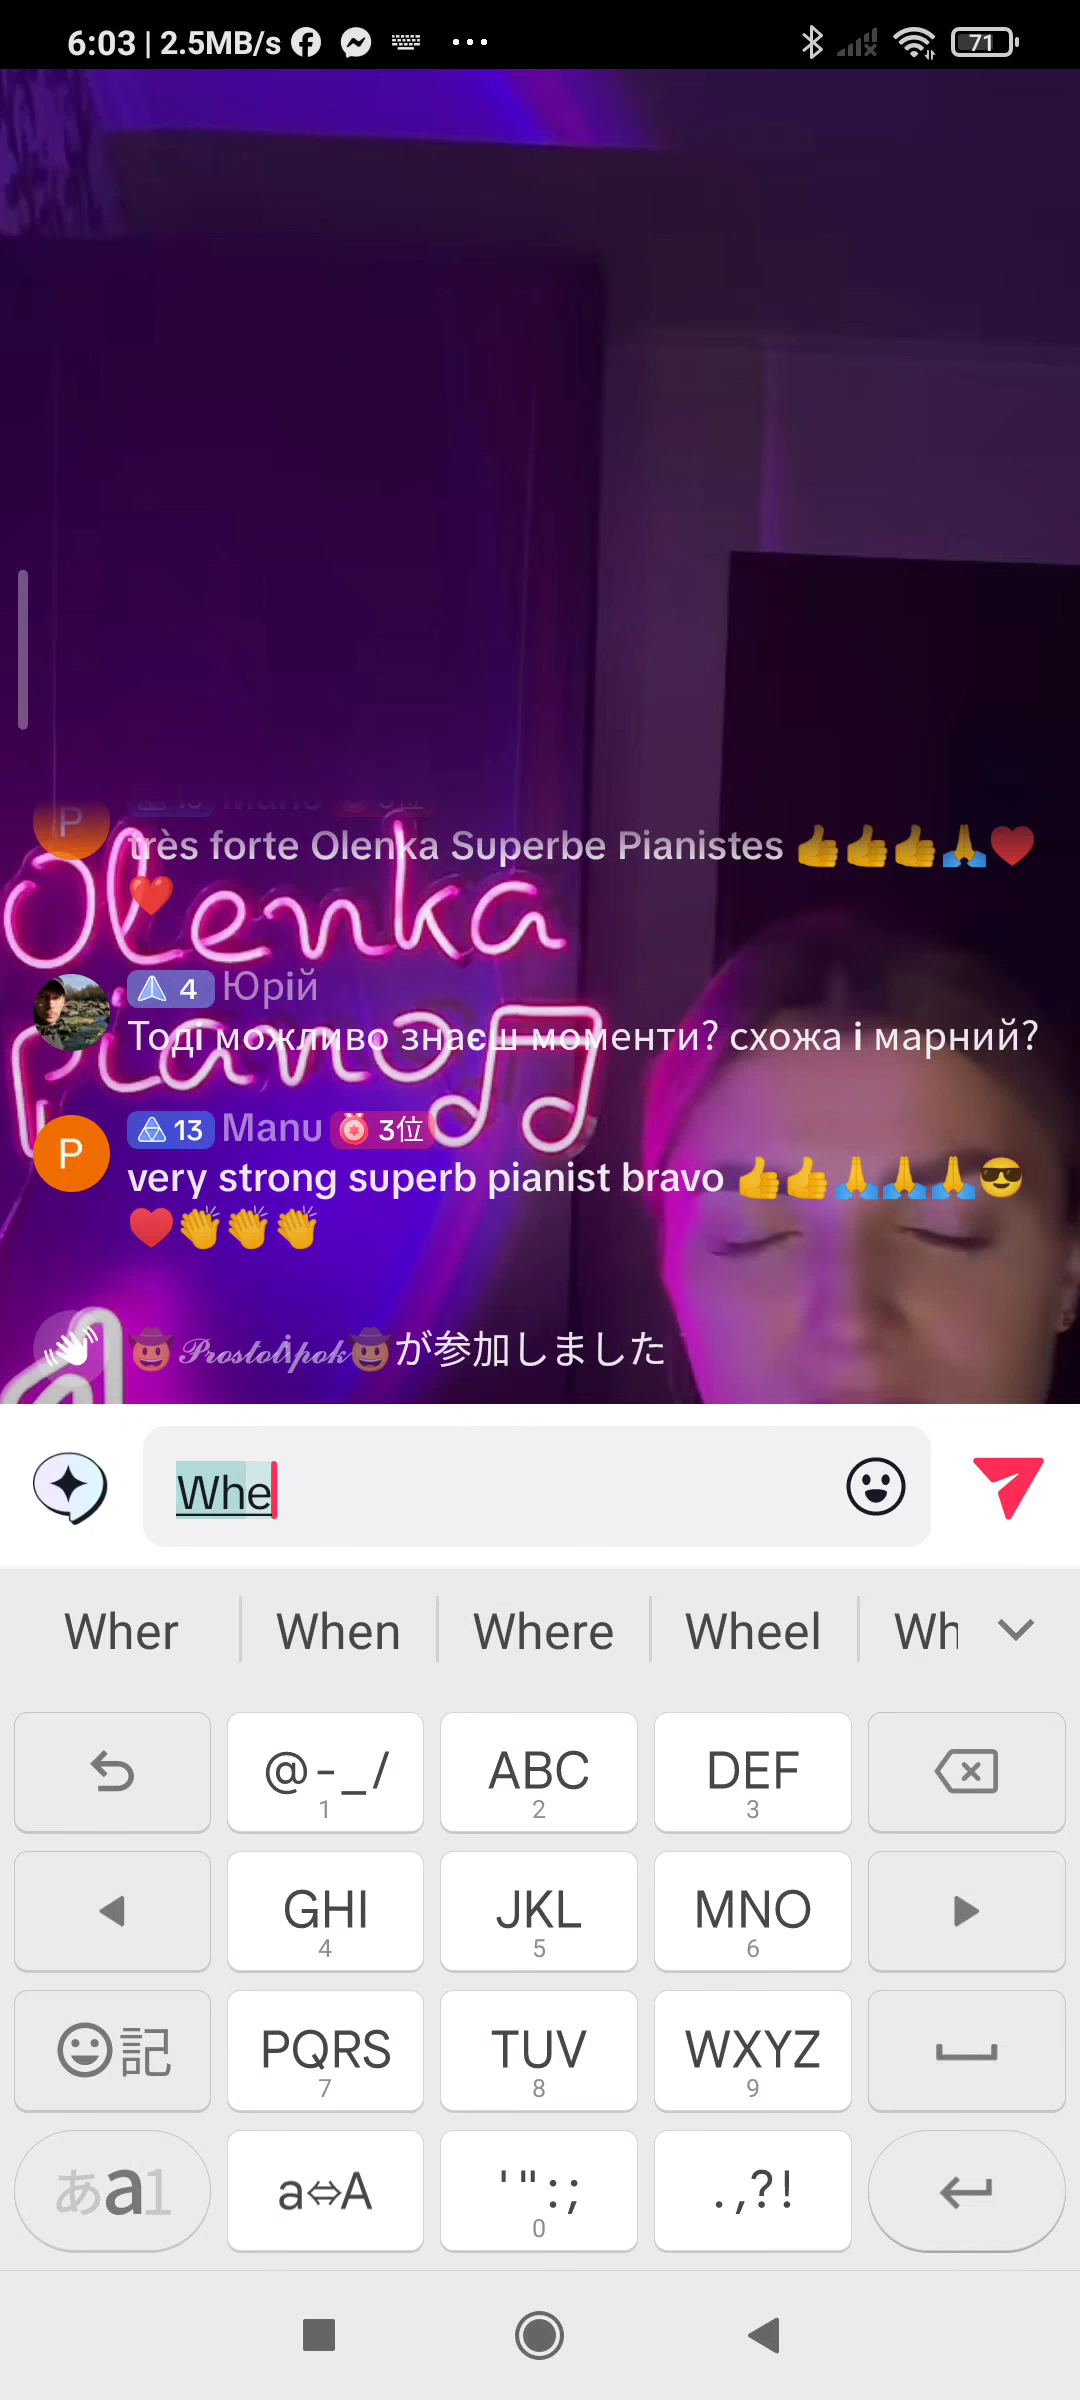 6:03 | 2.5MB/s
71
très forte Olenka Superbe Pianistes 👍👍👍🙏❤️
❤️
Olenka
4 Юрій
Тоді можливо знаєш моменти? схожа і марний?
piano
13 Manu 3位
P
very strong superb pianist bravo 👍👍🙏🙏🙏😎
❤️👏👏👏
🤠𝒫𝓇ℴ𝓈𝓉ℴ𝓁𝒾𝓅ℴ𝓀🤠が参加しました
Whe
Wher When Where Wheel Wh
@-_/ ABC DEF
1 2 3
GHI JKL MNO
4 5 6
記 PQRS TUV WXYZ
7 8 9
あa1 a⇔A '":; .,?!
0